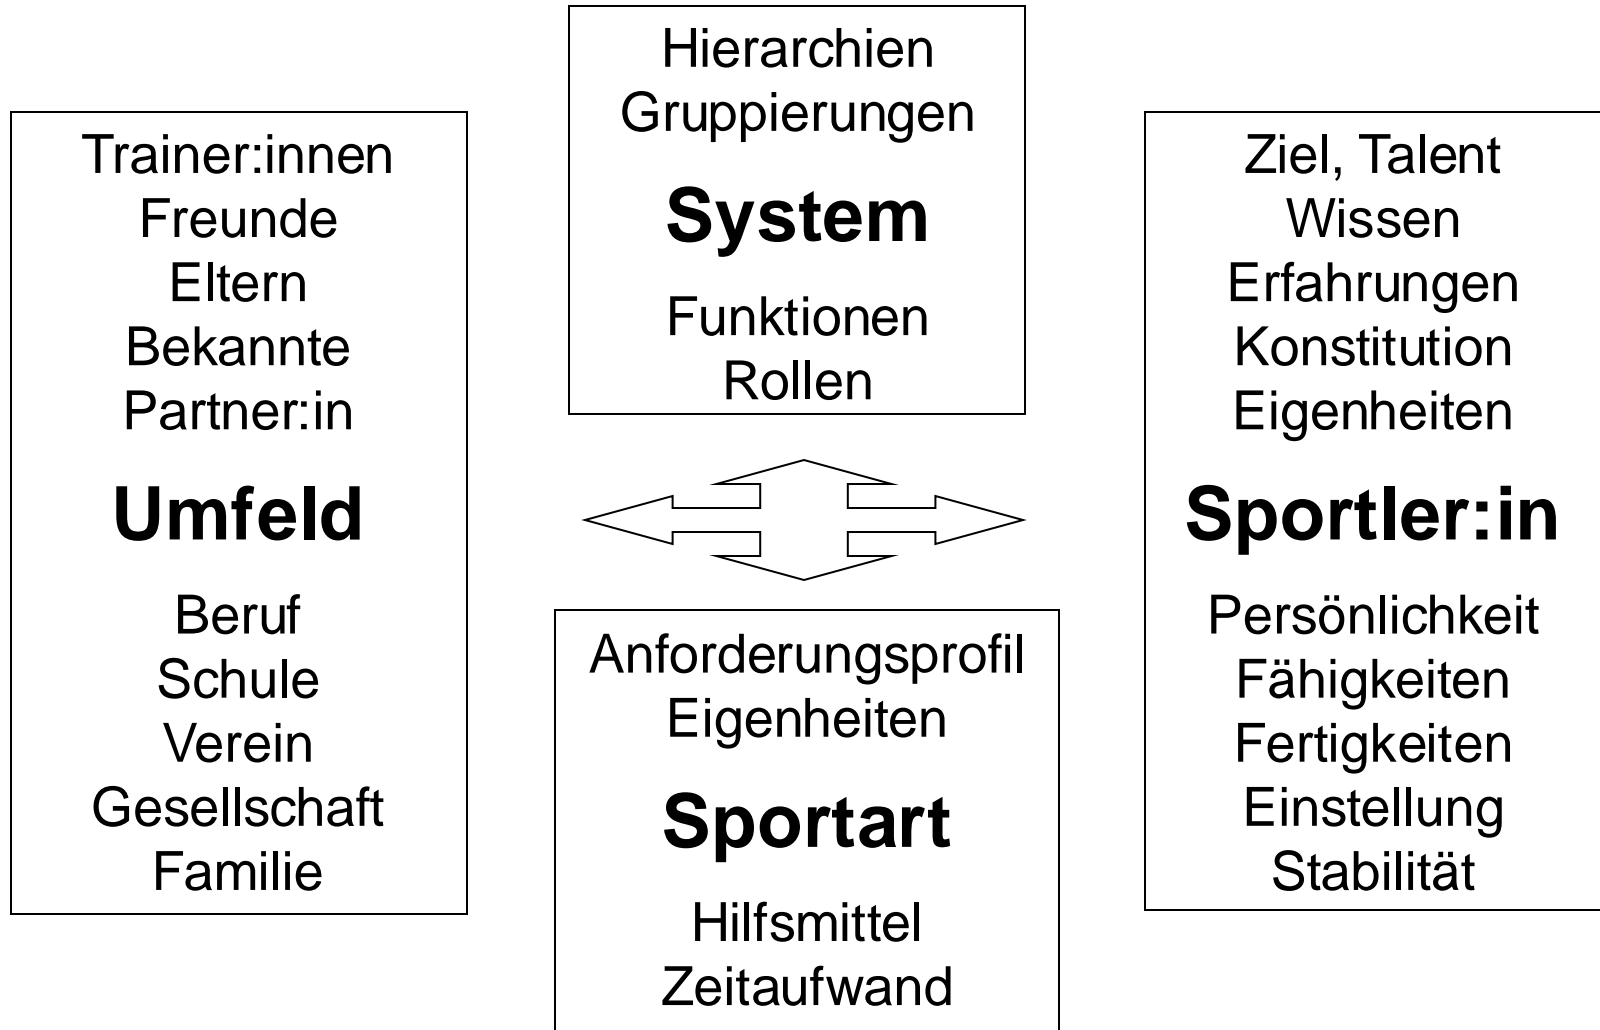 Hierarchien
Gruppierungen
System
Funktionen
Rollen
Trainer:innen
Freunde
Eltern
Bekannte
Partner:in
Umfeld
Beruf
Schule
Verein
Gesellschaft
Familie
Ziel, Talent
Wissen
Erfahrungen
Konstitution
Eigenheiten
Sportler:in
Persönlichkeit
Fähigkeiten
Fertigkeiten
Einstellung
Stabilität
Anforderungsprofil
Eigenheiten
Sportart
Hilfsmittel
Zeitaufwand